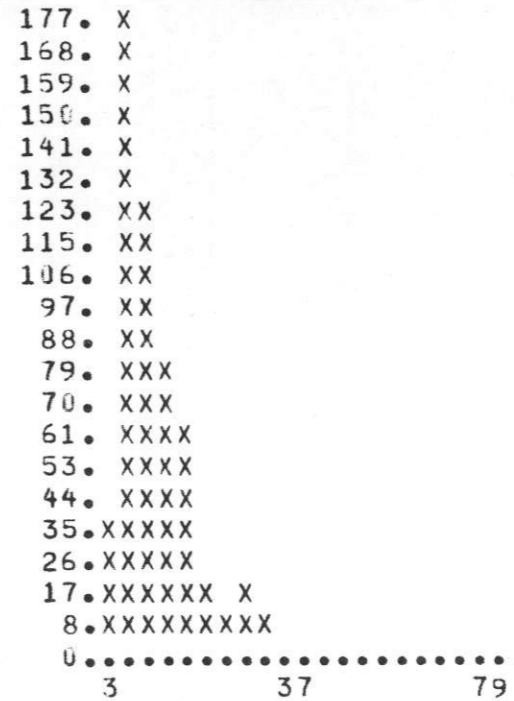 177. X
168. X
159. X
150. X
141. X
132. X
123. XX
115. XX
106. XX
97. XX
88. XX
79. XXX
70. XXX
61. XXXX
53. XXXX
44. XXXX
35.XXXXX
26.XXXXX
17.XXXXXX X
8.XXXXXXXXX
0......................
3 37 79